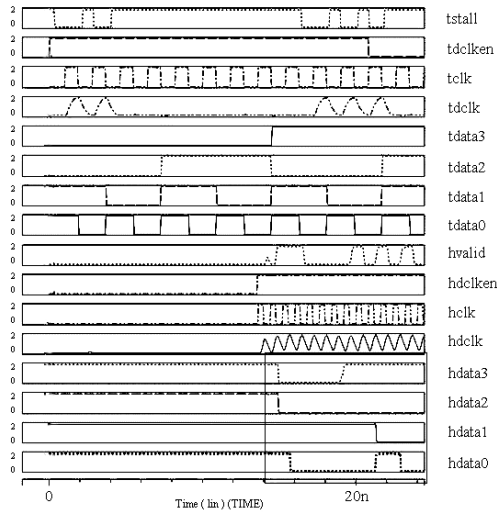 2 0 tstall
2 0 tdclken
2 0 tclk
2 0 tdclk
2 0 tdata3
2 0 tdata2
2 0 tdata1
2 0 tdata0
2 0 hvalid
2 0 hdclken
2 0 hclk
2 0 hdclk
2 0 hdata3
2 0 hdata2
2 0 hdata1
2 0 hdata0
0 Time ( lin ) (TIME) 20n